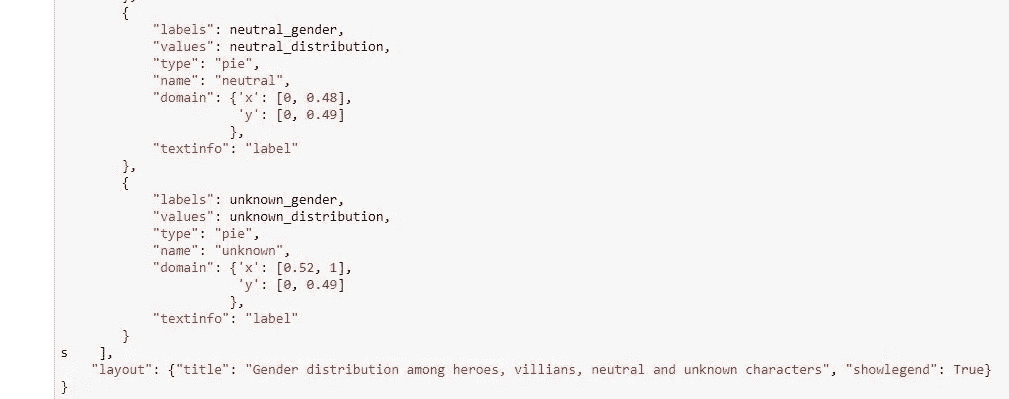 },
{
"labels": neutral_gender,
"values": neutral_distribution,
"type": "pie",
"name": "neutral",
"domain": {'x': [0, 0.48],
'y': [0, 0.49]
},
"textinfo": "label"
},
{
"labels": unknown_gender,
"values": unknown_distribution,
"type": "pie",
"name": "unknown",
"domain": {'x': [0.52, 1],
'y': [0, 0.49]
},
"textinfo": "label"
}
s ],
"layout": {"title": "Gender distribution among heroes, villians, neutral and unknown characters", "showlegend": True}
}